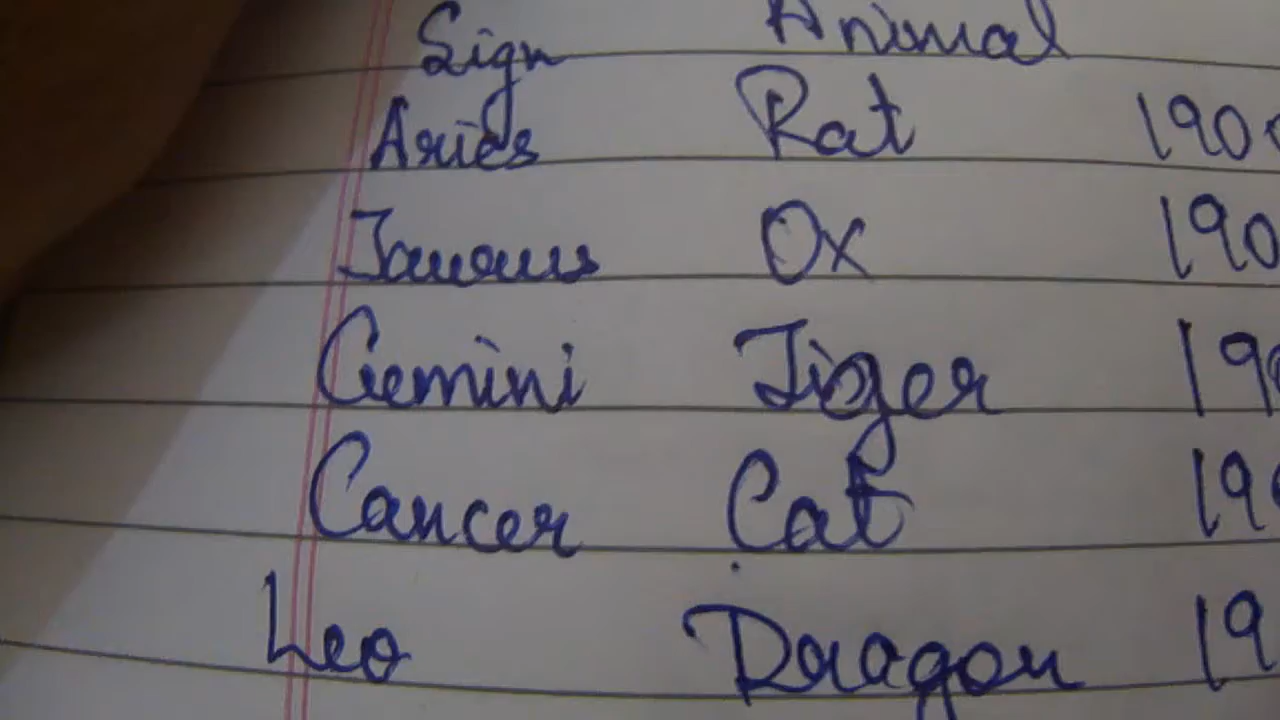 Sign Animal
Aries Rat 190
Taurus Ox 190
Gemini Tiger 19
Cancer Cat 19
Leo Dragon 19